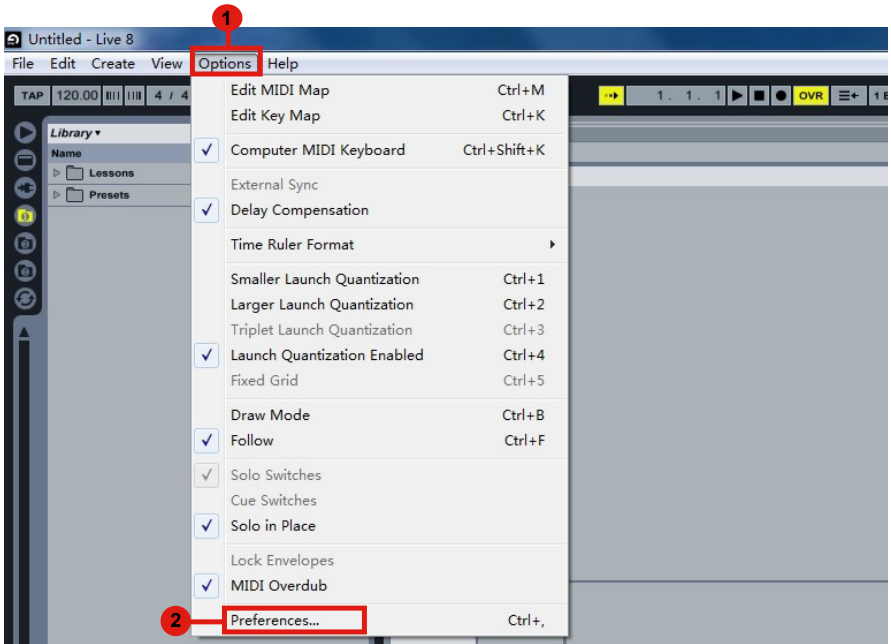 1
Untitled - Live 8
File Edit Create View Options Help
TAP 120.00 4 / 4 1. 1. 1 OVR
Library
Name
Lessons
Presets
Edit MIDI Map Ctrl+M
Edit Key Map Ctrl+K
Computer MIDI Keyboard Ctrl+Shift+K
External Sync
Delay Compensation
Time Ruler Format
Smaller Launch Quantization Ctrl+1
Larger Launch Quantization Ctrl+2
Triplet Launch Quantization Ctrl+3
Launch Quantization Enabled Ctrl+4
Fixed Grid Ctrl+5
Draw Mode Ctrl+B
Follow Ctrl+F
Solo Switches
Cue Switches
Solo in Place
Lock Envelopes
MIDI Overdub
2 Preferences... Ctrl+,